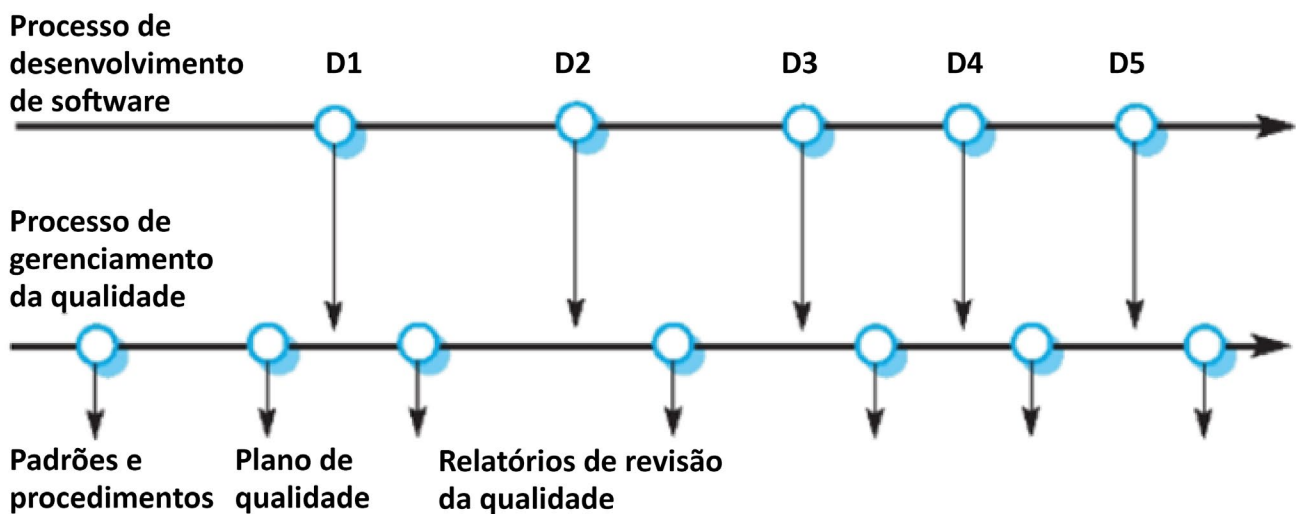 Processo de
desenvolvimento
de software
D1
D2
D3
D4
D5
Processo de
gerenciamento
da qualidade
Padrões e
procedimentos
Plano de
qualidade
Relatórios de revisão
da qualidade